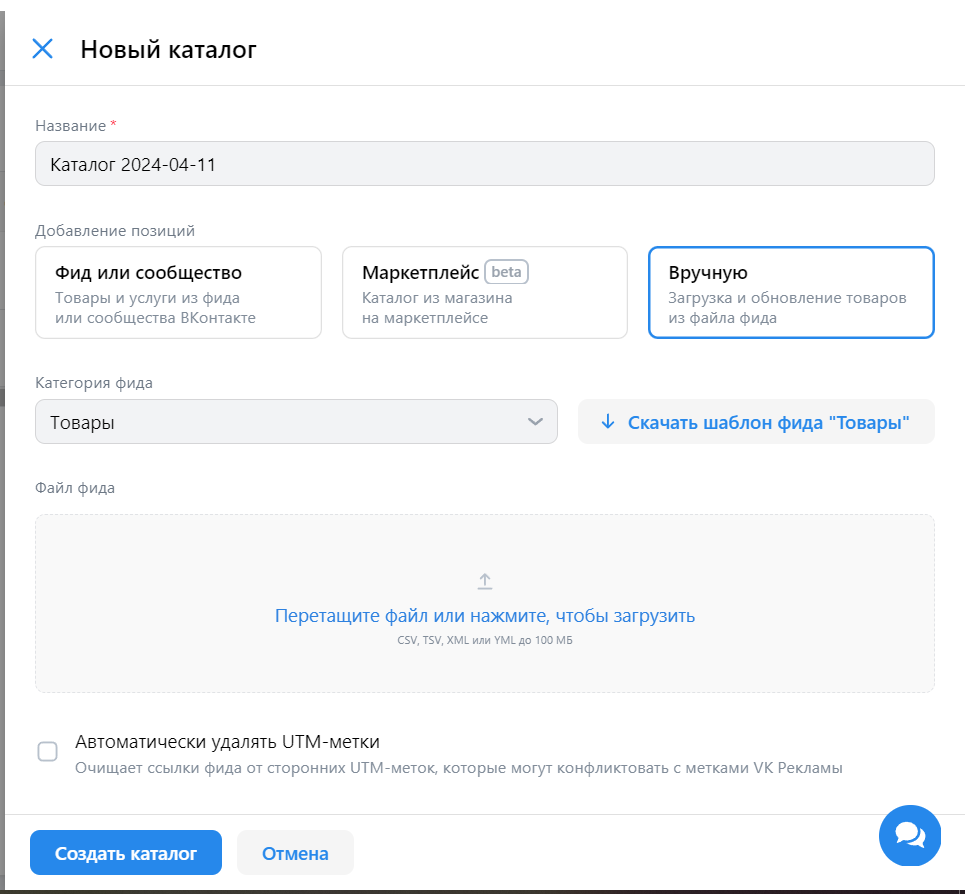 Новый каталог
Название *
Каталог 2024-04-11
Добавление позиций
Фид или сообщество
Товары и услуги из фида
или сообщества ВКонтакте
Маркетплейс beta
Каталог из магазина
на маркетплейсе
Вручную
Загрузка и обновление товаров
из файла фида
Категория фида
Товары
Скачать шаблон фида "Товары"
Файл фида
Перетащите файл или нажмите, чтобы загрузить
CSV, TSV, XML или YML до 100 МБ
Автоматически удалять UTM-метки
Очищает ссылки фида от сторонних UTM-меток, которые могут конфликтовать с метками VK Рекламы
Создать каталог
Отмена